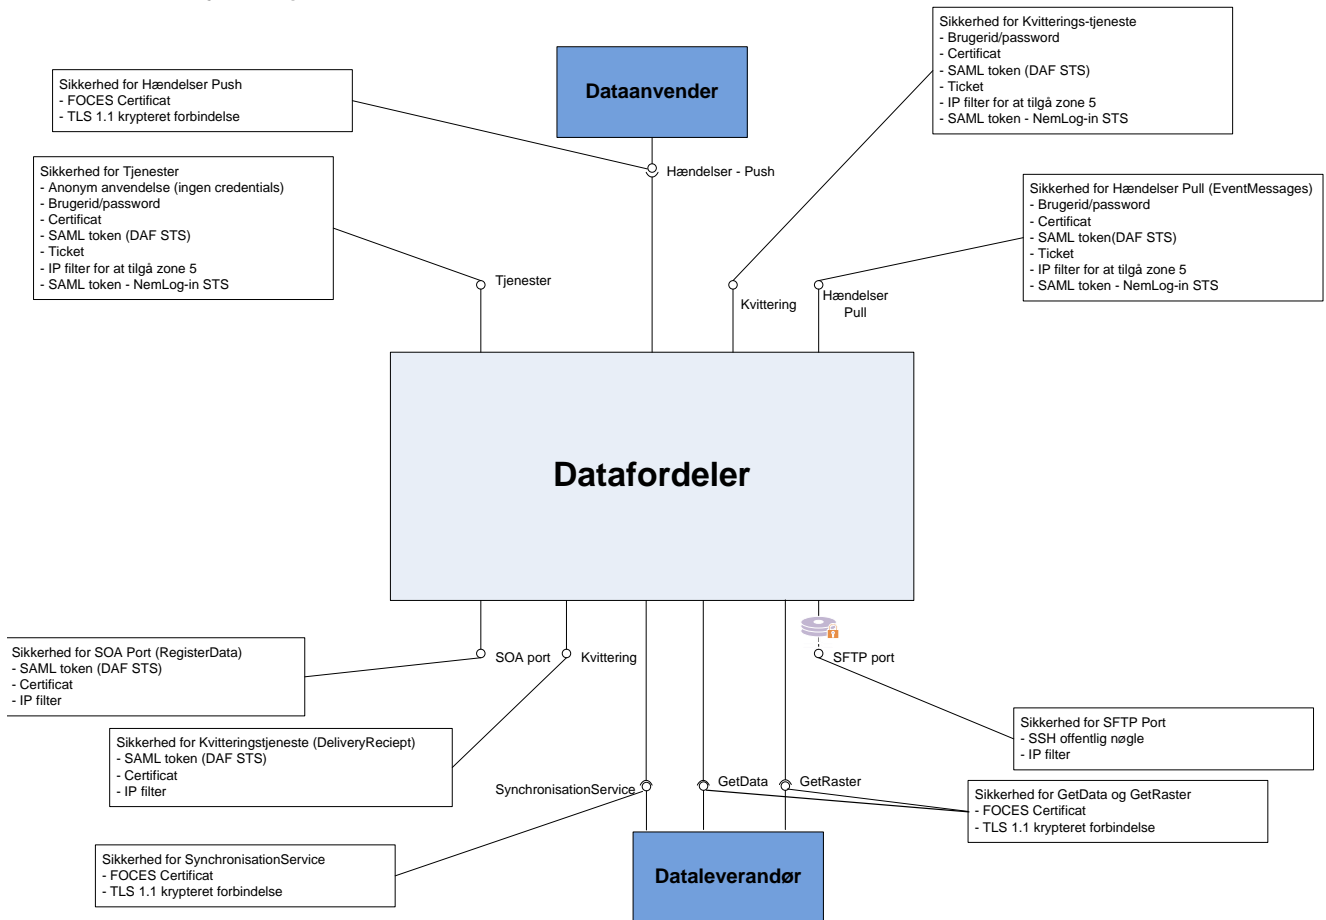 Sikkerhed for Kvitterings-tjeneste
- Brugerid/password
- Certificat
- SAML token (DAF STS)
- Ticket
- IP filter for at tilgå zone 5
- SAML token - NemLog-in STS
Dataanvender
Sikkerhed for Hændelser Push
- FOCES Certificat
- TLS 1.1 krypteret forbindelse
Hændelser - Push
Sikkerhed for Tjenester
- Anonym anvendelse (ingen credentials)
- Brugerid/password
- Certificat
- SAML token (DAF STS)
- Ticket
- IP filter for at tilgå zone 5
- SAML token - NemLog-in STS
Sikkerhed for Hændelser Pull (EventMessages)
- Brugerid/password
- Certificat
- SAML token(DAF STS)
- Ticket
- IP filter for at tilgå zone 5
- SAML token - NemLog-in STS
Tjenester
Kvittering
Hændelser
Pull
Datafordeler
SOA port
Kvittering
SFTP port
Sikkerhed for SOA Port (RegisterData)
- SAML token (DAF STS)
- Certificat
- IP filter
Sikkerhed for Kvitteringstjeneste (DeliveryReciept)
- SAML token (DAF STS)
- Certificat
- IP filter
Sikkerhed for SFTP Port
- SSH offentlig nøgle
- IP filter
SynchronisationService
GetData
GetRaster
Sikkerhed for GetData og GetRaster
- FOCES Certificat
- TLS 1.1 krypteret forbindelse
Sikkerhed for SynchronisationService
- FOCES Certificat
- TLS 1.1 krypteret forbindelse
Dataleverandør